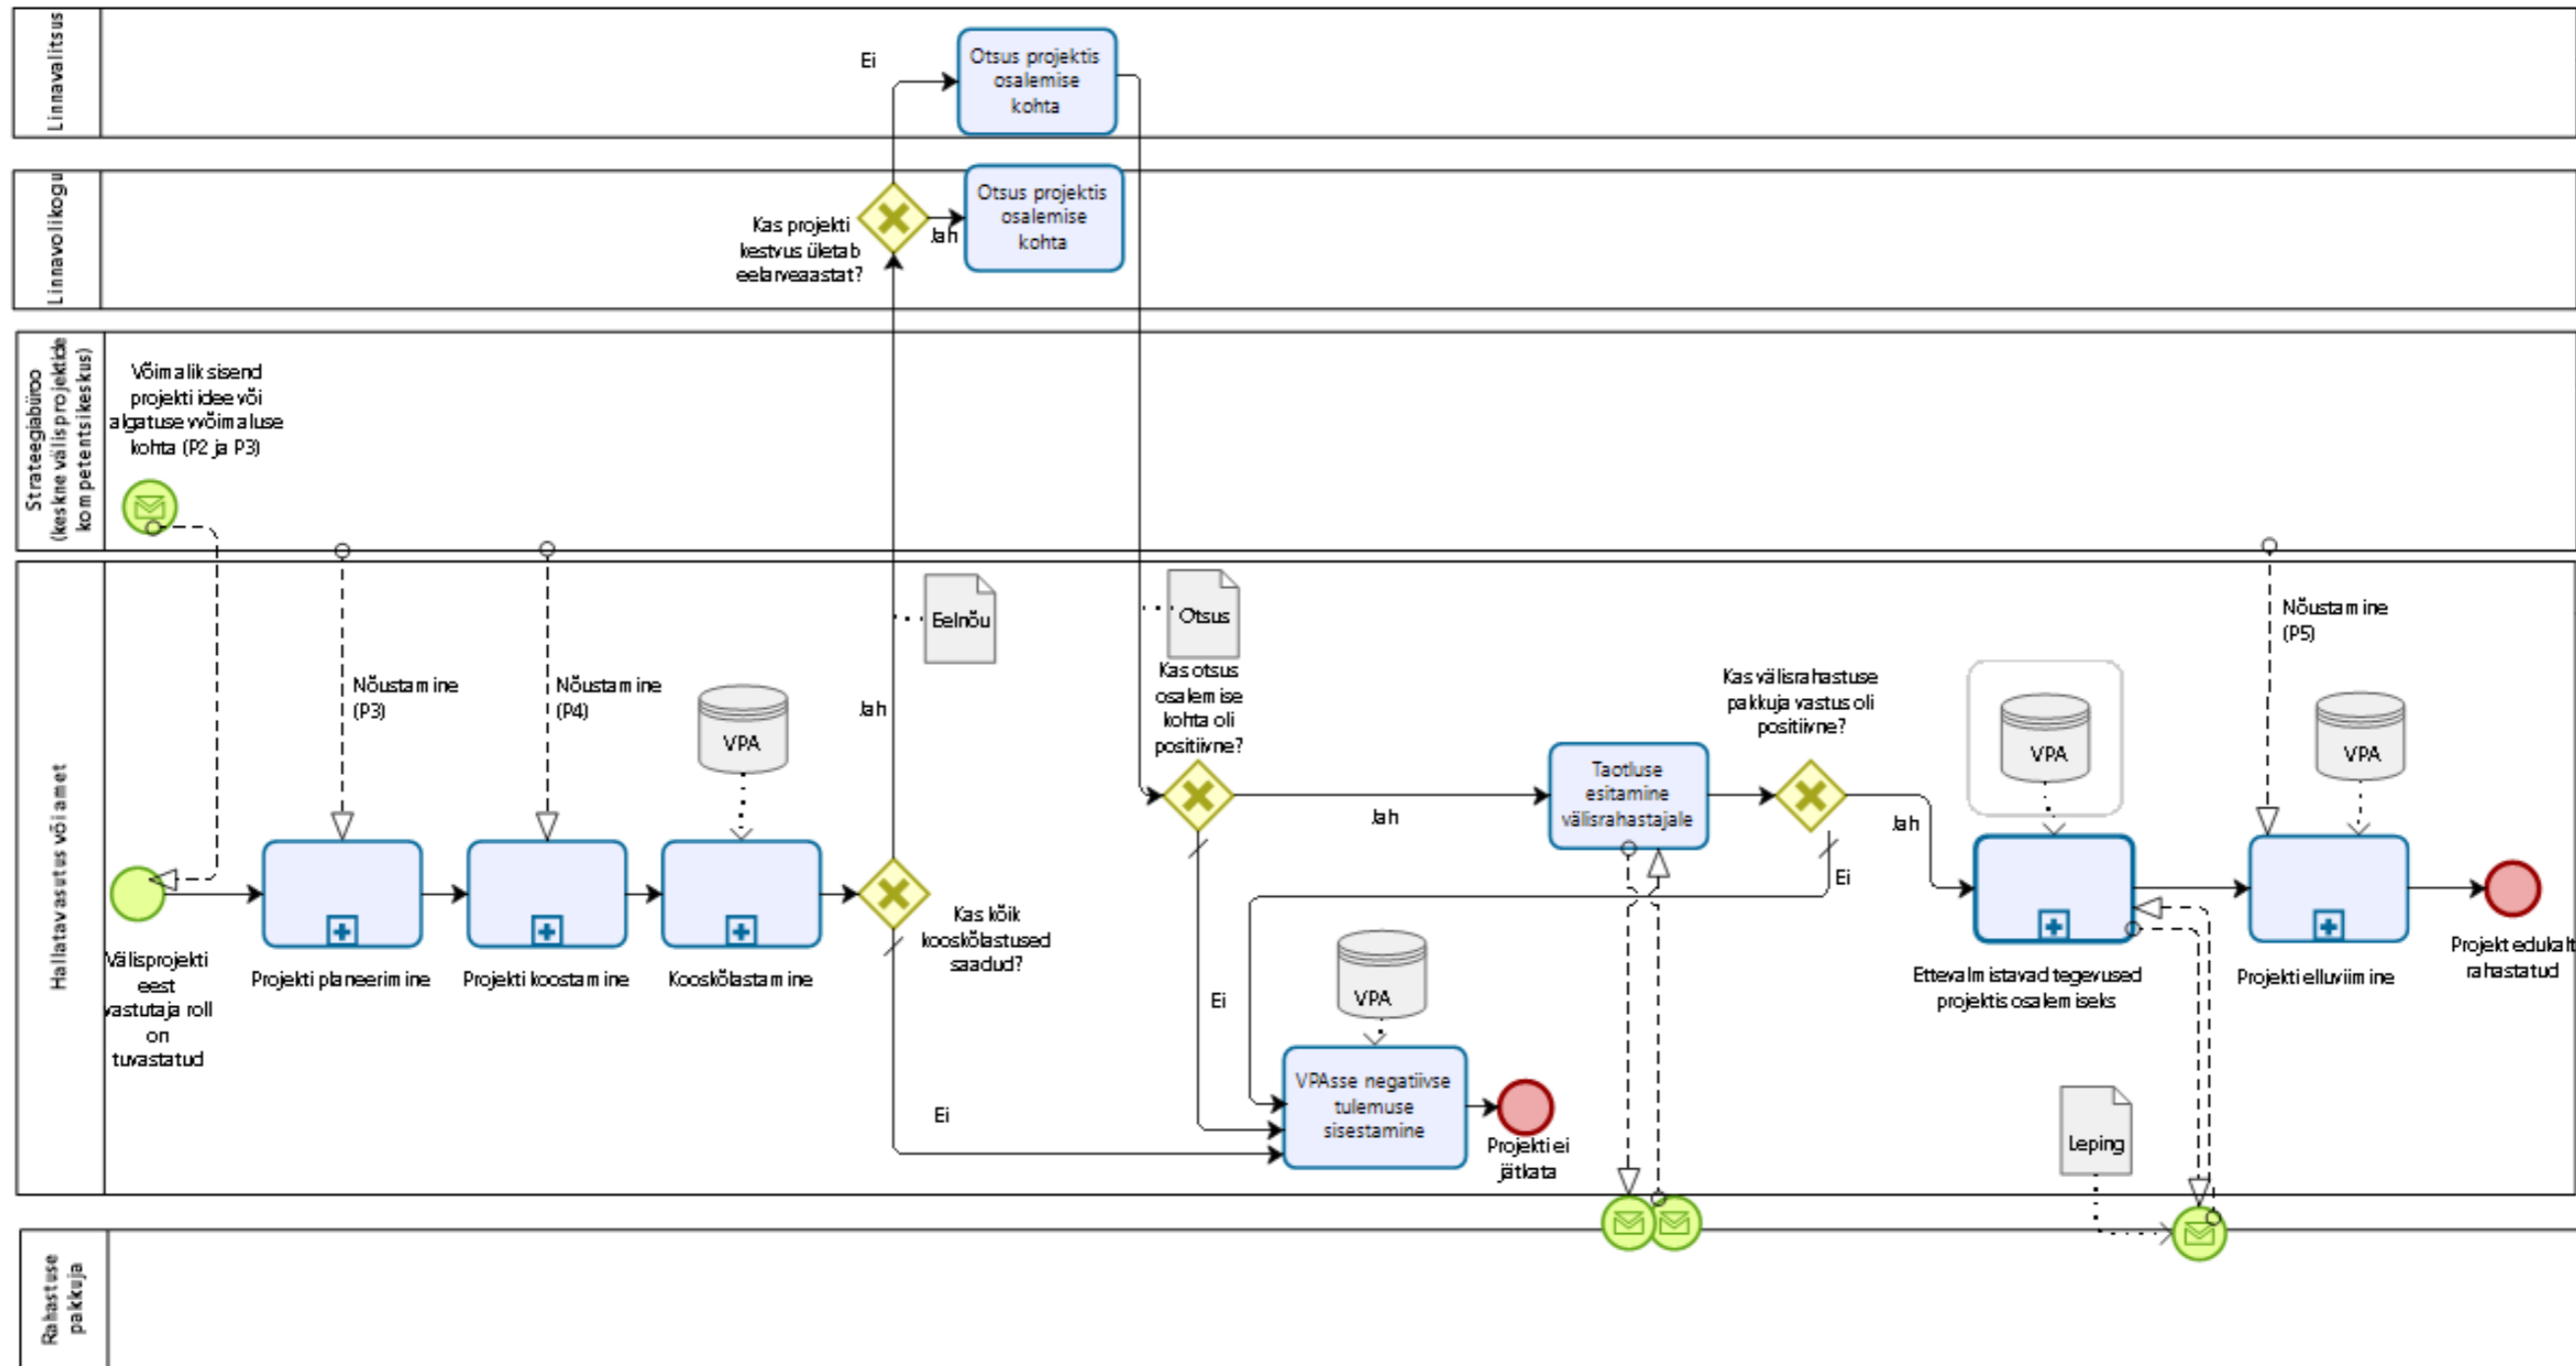 Linnavalitsus
Ei
Otsus projektis
osalemise
kohta
Linnavolikogu
Kas projekti
kestvus ületab
eelarveaastat?
Jah
Otsus projektis
osalemise
kohta
Strateegiabüroo
(keskne välisprojektide
kompetentsikeskus)
Võimalik sisend
projekti idee või
algatuse vvõimaluse
kohta (P2 ja P3)
Hallatavasutus või amet
Välisprojekti
eest
vastutaja roll
on
tuvastatud
Nõustamine
(P3)
Projekti planeerimine
Nõustamine
(P4)
Projekti koostamine
VPA
Kooskõlastamine
Jah
Eelnõu
Kas kõik
kooskõlastused
saadud?
Ei
Otsus
Kas otsus
osalemise
kohta oli
positiivne?
Jah
Ei
VPA
VPAsse negatiivse
tulemuse
sisestamine
Projekti ei
jätkata
Taotluse
esitamine
välisrahastajale
Kas välisrahastuse
pakkuja vastus oli
positiivne?
Jah
Ei
VPA
Ettevalmistavad tegevused
projektis osalemiseks
Leping
Nõustamine
(P5)
VPA
Projekti elluviimine
Projekt edukalt
rahastatud
Rahastuse
pakkuja